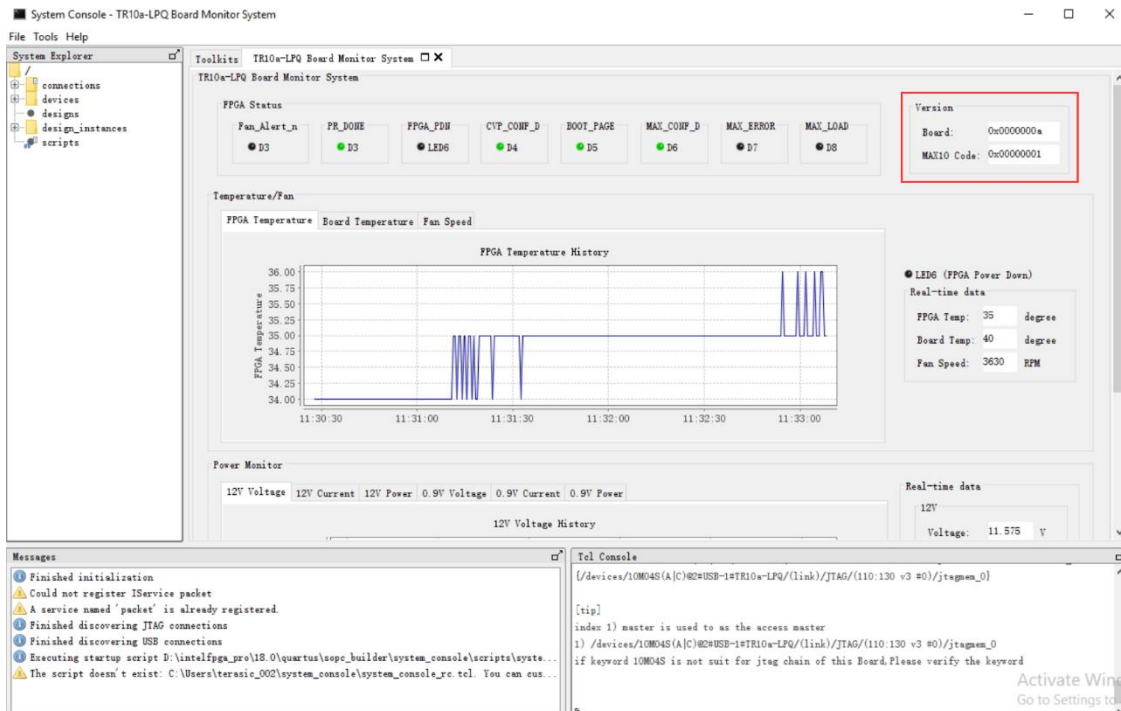 System Console - TR10a-LPQ Board Monitor System
File Tools Help
System Explorer
/
connections
devices
designs
design_instances
scripts
Toolkits TR10a-LPQ Board Monitor System
TR10a-LPQ Board Monitor System
FPGA Status
Fan_Alert_n PR_DONE FPGA_PDN CVP_CONF_D BOOT_PAGE MAX_CONF_D MAX_ERROR MAX_LOAD
D3 D3 LED6 D4 D5 D6 D7 D8
Version
Board: 0x0000000a
MAX10 Code: 0x00000001
Temperature/Fan
FPGA Temperature Board Temperature Fan Speed
FPGA Temperature History
FPGA Temperature
36.00
35.75
35.50
35.25
35.00
34.75
34.50
34.25
34.00
11:30:30 11:31:00 11:31:30 11:32:00 11:32:30 11:33:00
LED6 (FPGA Power Down)
Real-time data
FPGA Temp: 35 degree
Board Temp: 40 degree
Fan Speed: 3630 RPM
Power Monitor
12V Voltage 12V Current 12V Power 0.9V Voltage 0.9V Current 0.9V Power
12V Voltage History
Real-time data
12V
Voltage: 11.575 V
Messages
Finished initialization
Could not register IService packet
A service named 'packet' is already registered.
Finished discovering JTAG connections
Finished discovering USB connections
Executing startup script D:\intelfpga_pro\18.0\quartus\sopc_builder\system_console\scripts\syste...
The script doesn't exist: C:\Users\terasic_002\system_console\system_console_rc.tcl. You can cus...
Tcl Console
{/devices/10M04S(A|C)@2#USB-1#TR10a-LPQ/(link)/JTAG/(110:130 v3 #0)/jtagmem_0}
[tip]
index 1) master is used to as the access master
1) /devices/10M04S(A|C)@2#USB-1#TR10a-LPQ/(link)/JTAG/(110:130 v3 #0)/jtagmem_0
if keyword 10M04S is not suit for jtag chain of this Board,Please verify the keyword
%
Activate Win
Go to Settings to